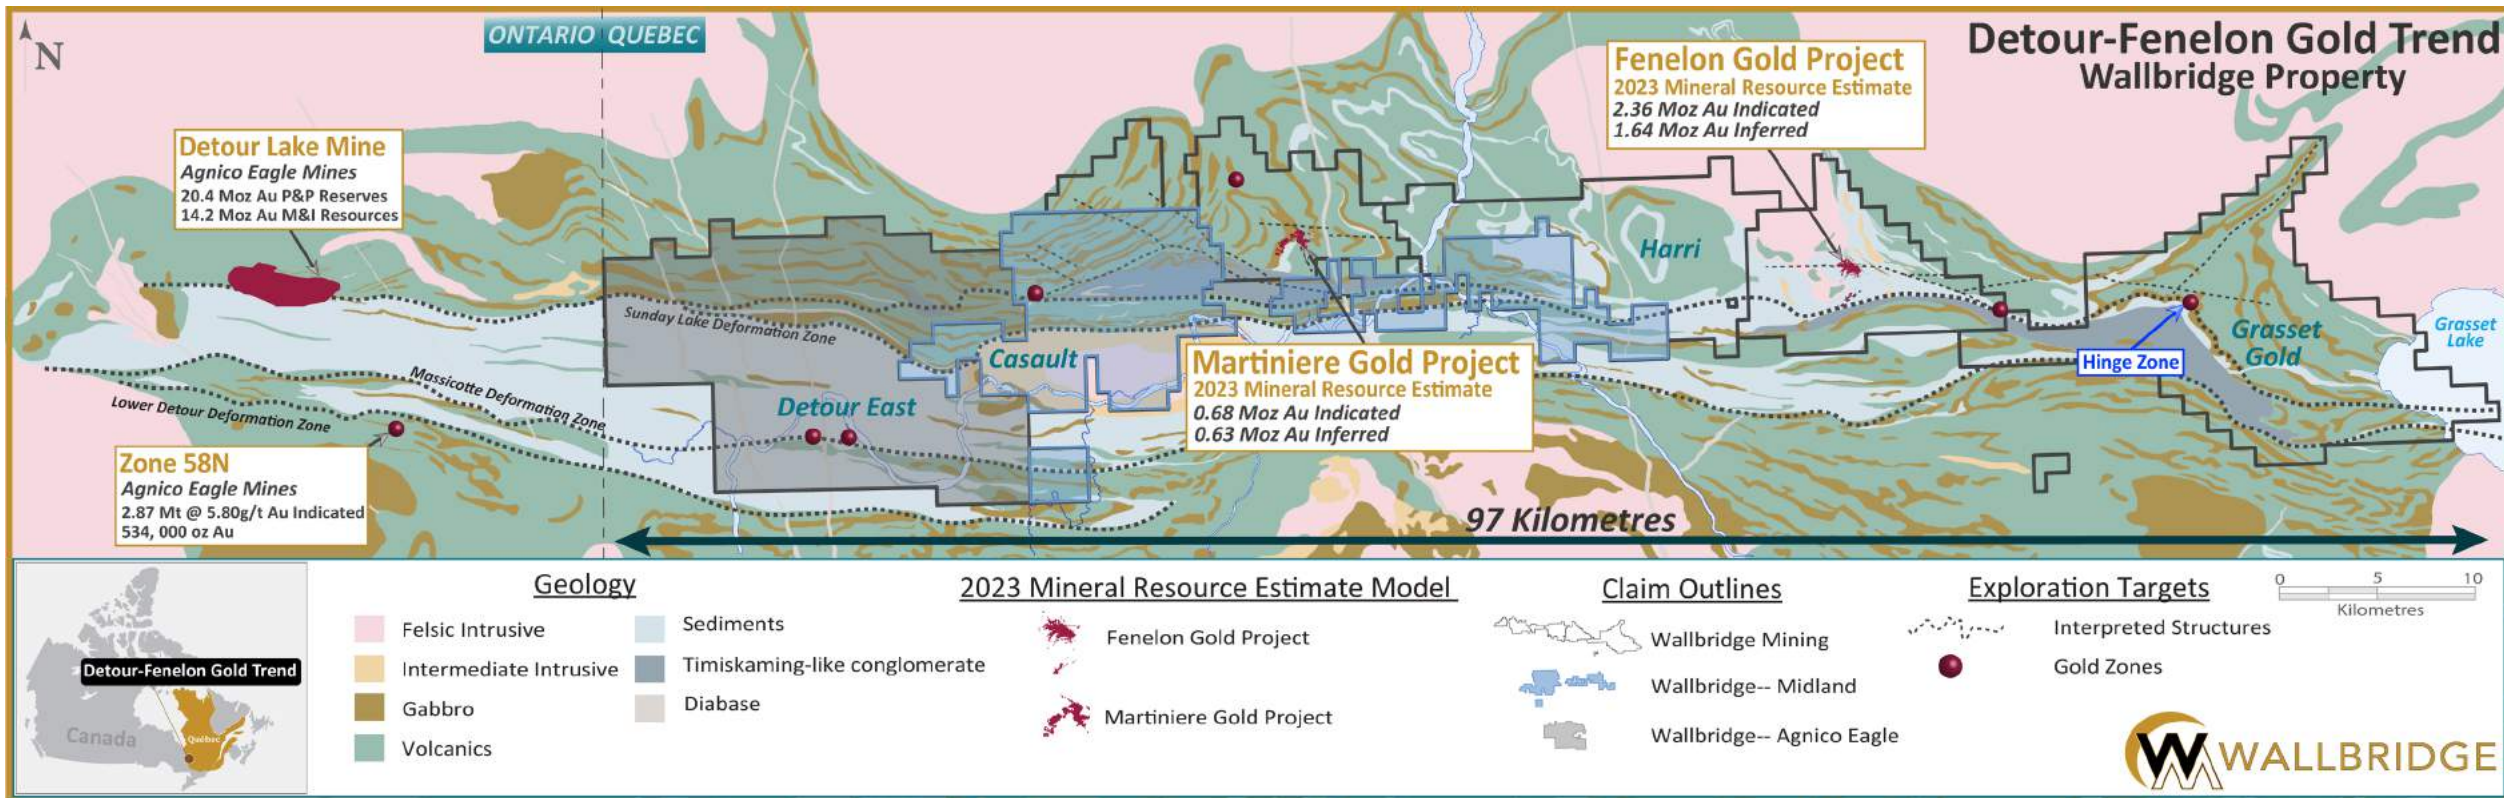 N
ONTARIO QUEBEC
Detour-Fenelon Gold Trend
Wallbridge Property
Fenelon Gold Project
2023 Mineral Resource Estimate
2.36 Moz Au Indicated
1.64 Moz Au Inferred
Detour Lake Mine
Agnico Eagle Mines
20.4 Moz Au P&P Reserves
14.2 Moz Au M&I Resources
Harri
Sunday Lake Deformation Zone
Casault
Martiniere Gold Project
2023 Mineral Resource Estimate
0.68 Moz Au Indicated
0.63 Moz Au Inferred
Hinge Zone
Grasset
Gold
Grasset
Lake
Massicotte Deformation Zone
Lower Detour Deformation Zone
Detour East
Zone 58N
Agnico Eagle Mines
2.87 Mt @ 5.80g/t Au Indicated
534, 000 oz Au
97 Kilometres
Detour-Fenelon Gold Trend
Canada
Québec
Geology
Felsic Intrusive
Intermediate Intrusive
Gabbro
Volcanics
Sediments
Timiskaming-like conglomerate
Diabase
2023 Mineral Resource Estimate Model
Fenelon Gold Project
Martiniere Gold Project
Claim Outlines
Wallbridge Mining
Wallbridge-- Midland
Wallbridge-- Agnico Eagle
Exploration Targets
Interpreted Structures
Gold Zones
0 5 10
Kilometres
WALLBRIDGE